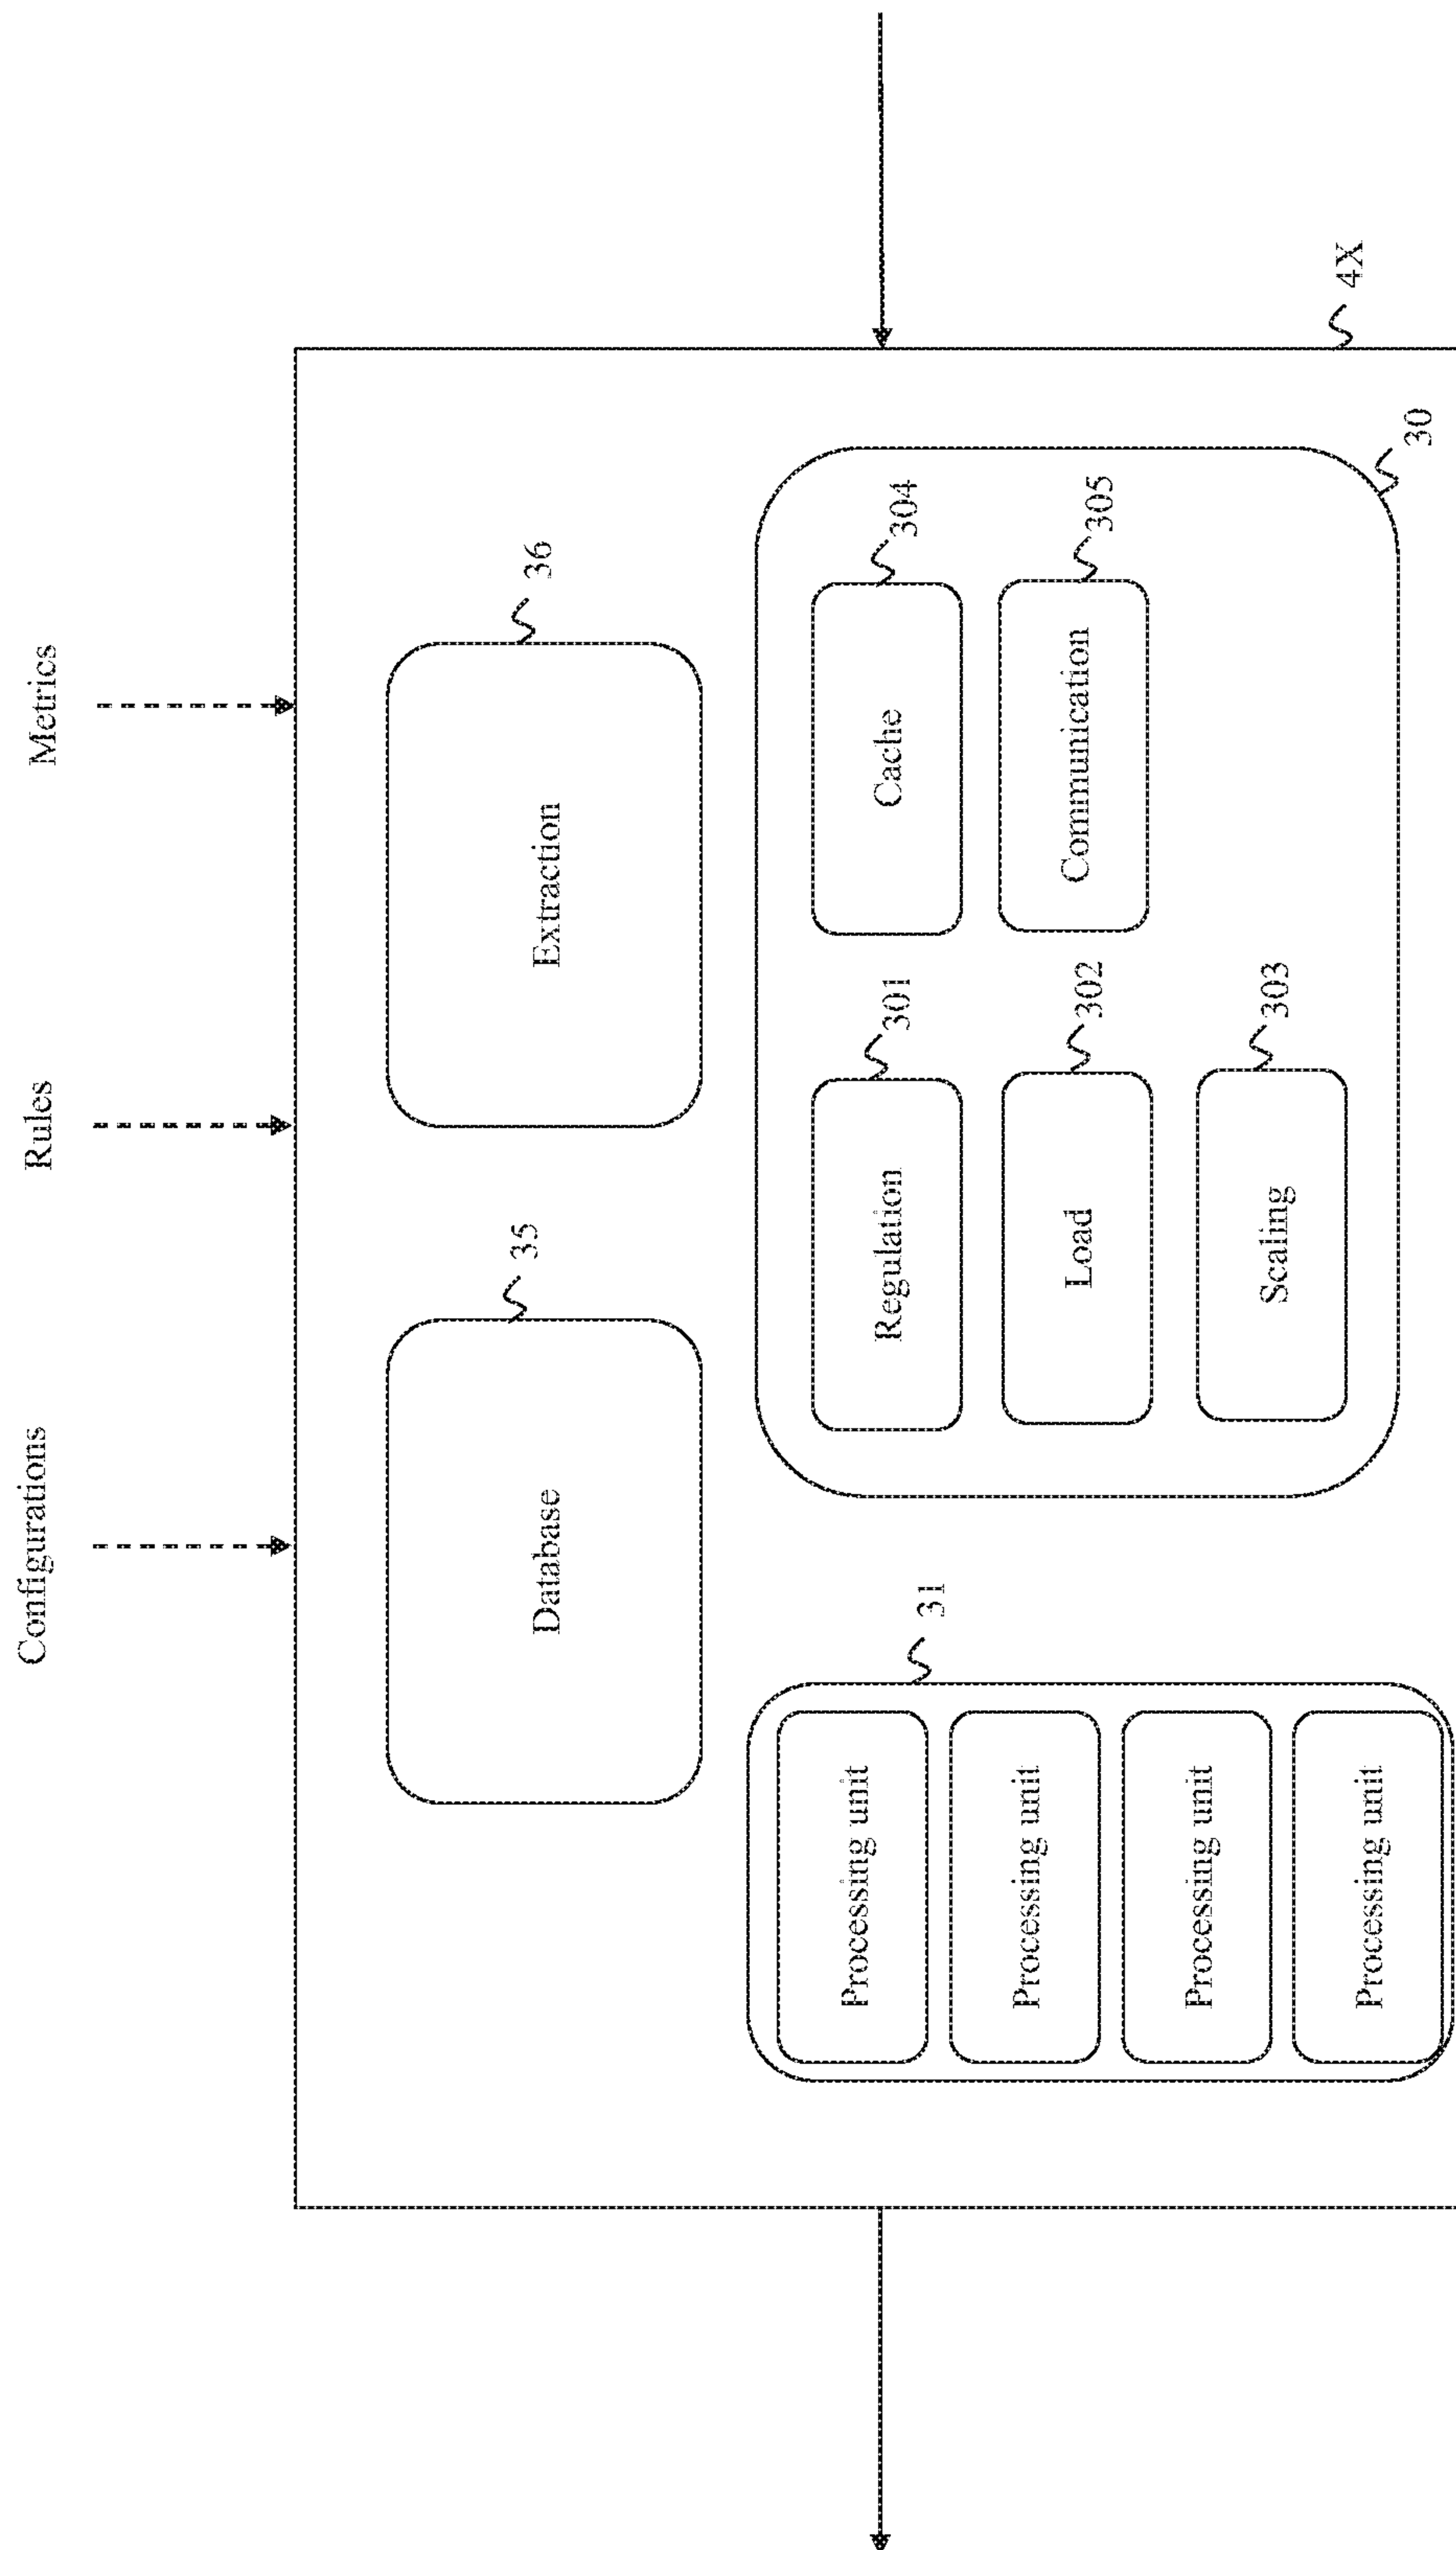 Configurations
Rules
Metrics
Database
35
Extraction
36
Processing unit
Processing unit
Processing unit
Processing unit
31
Regulation
301
Load
302
Scaling
303
Cache
304
Communication
305
30
4X